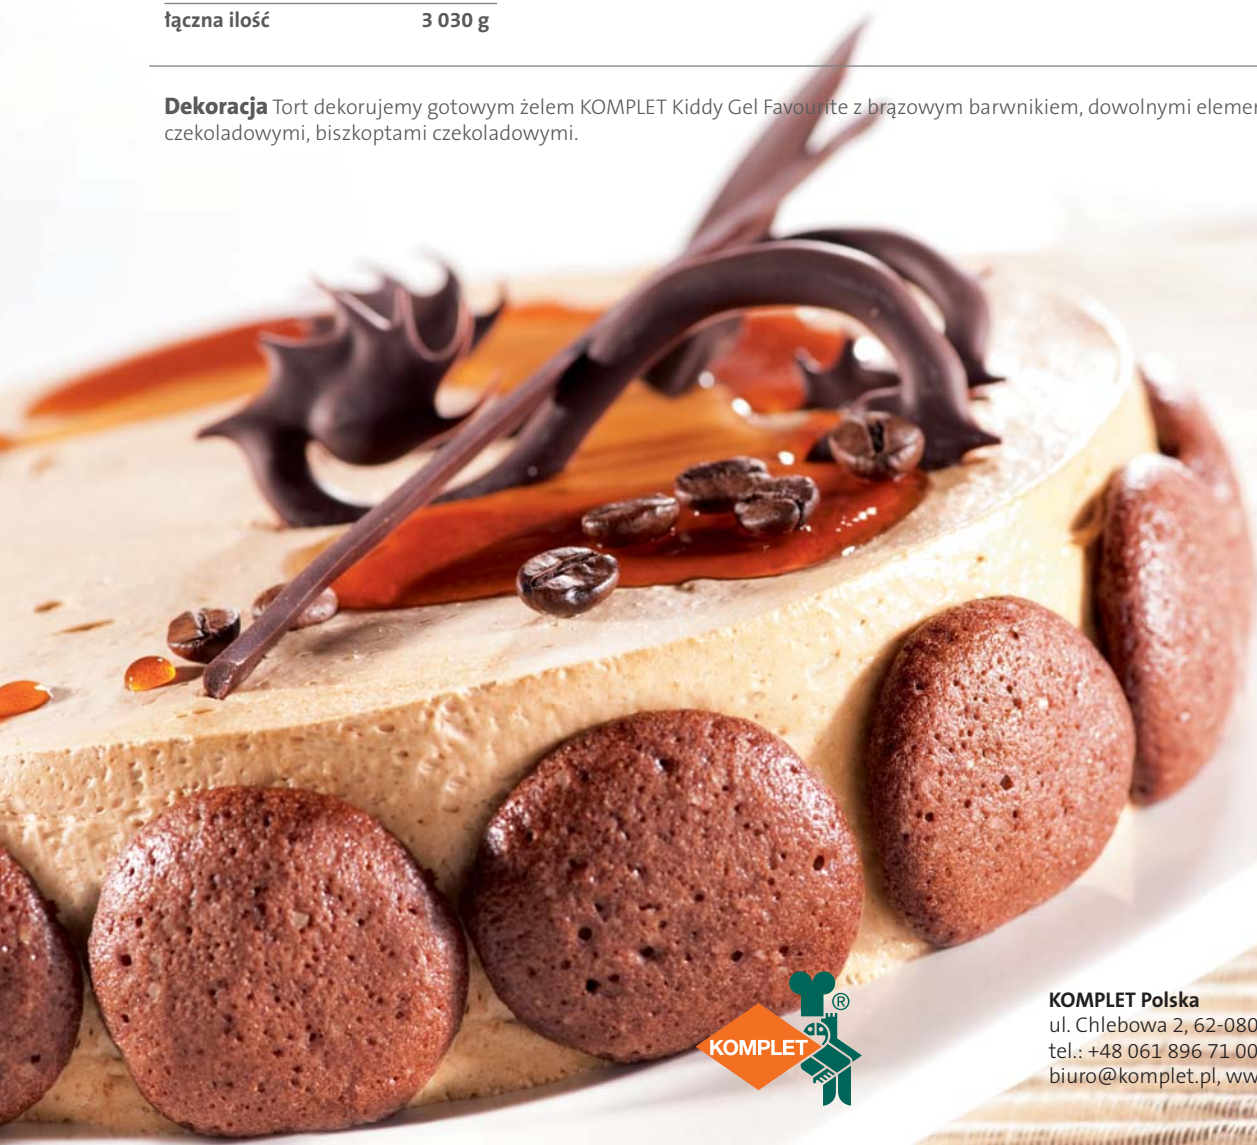 łączna ilość 3 030 g
Dekoracja Tort dekorujemy gotowym żelem KOMPLET Kiddy Gel Favourite z brązowym barwnikiem, dowolnymi elemen
czekoladowymi, biszkoptami czekoladowymi.
®
KOMPLET
KOMPLET Polska
ul. Chlebowa 2, 62-080
tel.: +48 061 896 71 00
biuro@komplet.pl, ww